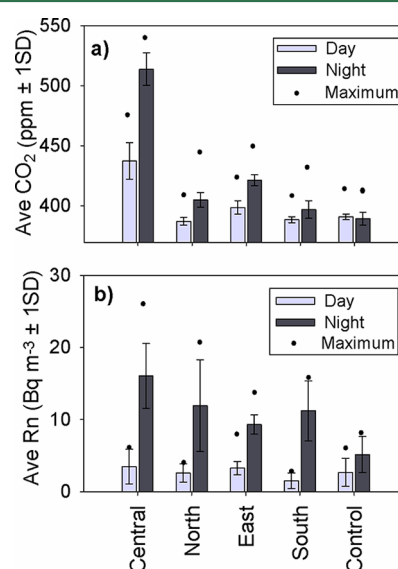 a)
Ave CO2 (ppm ± 1SD)
550
500
450
400
Day
Night
Maximum
b)
Ave Rn (Bq m-3 ± 1SD)
30
20
10
0
Day
Night
Maximum
Central
North
East
South
Control